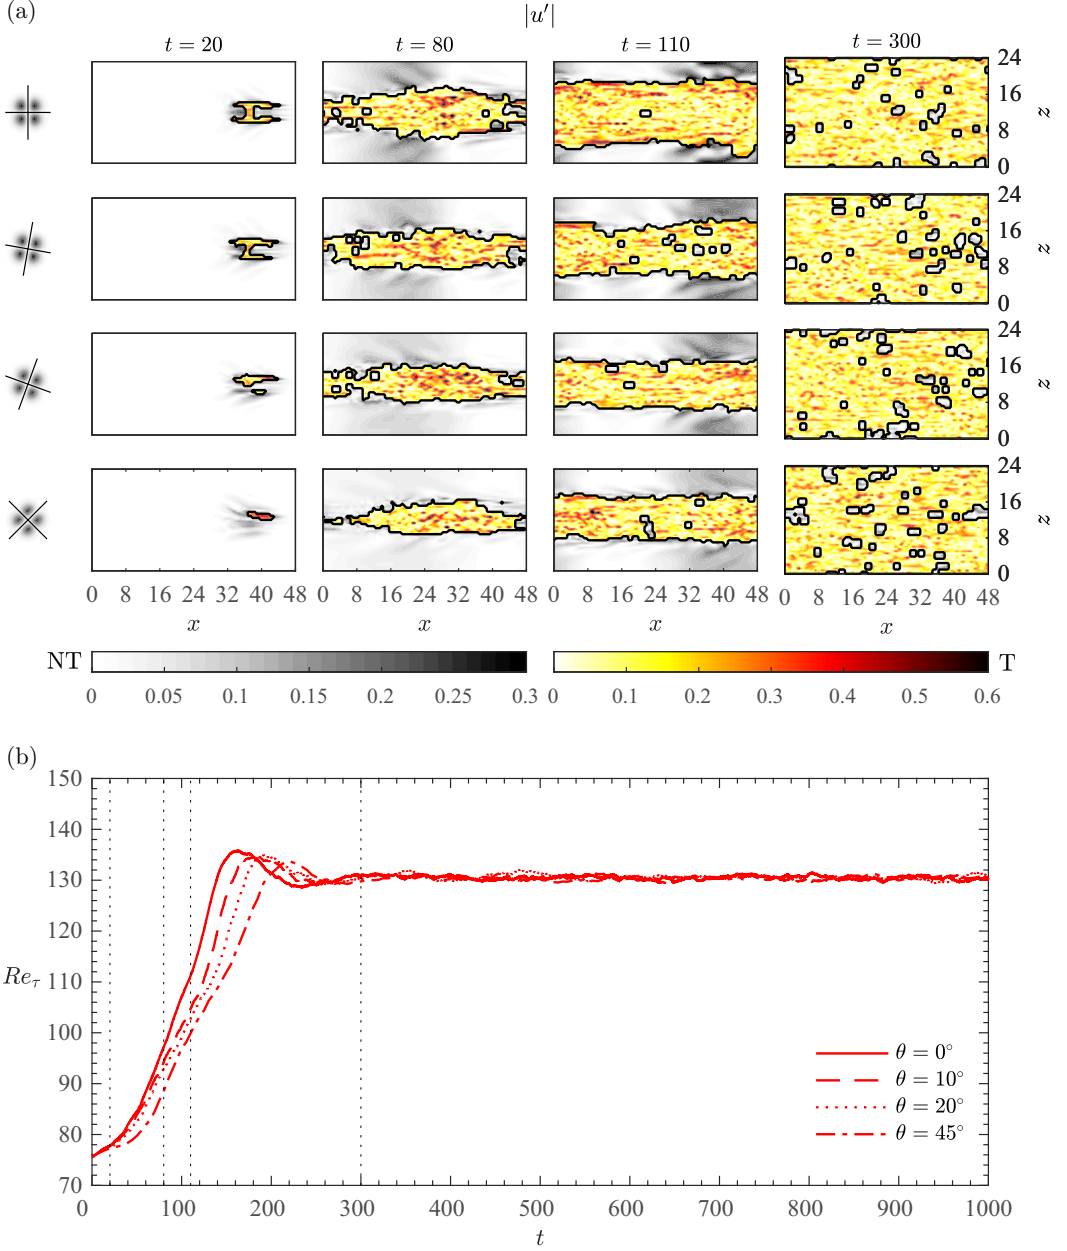 (a)
|u′|
t = 20
t = 80
t = 110
t = 300
24
16
8
0
z
24
16
8
0
z
24
16
8
0
z
24
16
8
0
z
0 8 16 24 32 40 48
0 8 16 24 32 40 48
0 8 16 24 32 40 48
0 8 16 24 32 40 48
x
x
x
x
NT
0 0.05 0.1 0.15 0.2 0.25 0.3
0 0.1 0.2 0.3 0.4 0.5 0.6
T
(b)
150
140
130
120
110
100
90
80
70
Reτ
θ = 0°
θ = 10°
θ = 20°
θ = 45°
0 100 200 300 400 500 600 700 800 900 1000
t